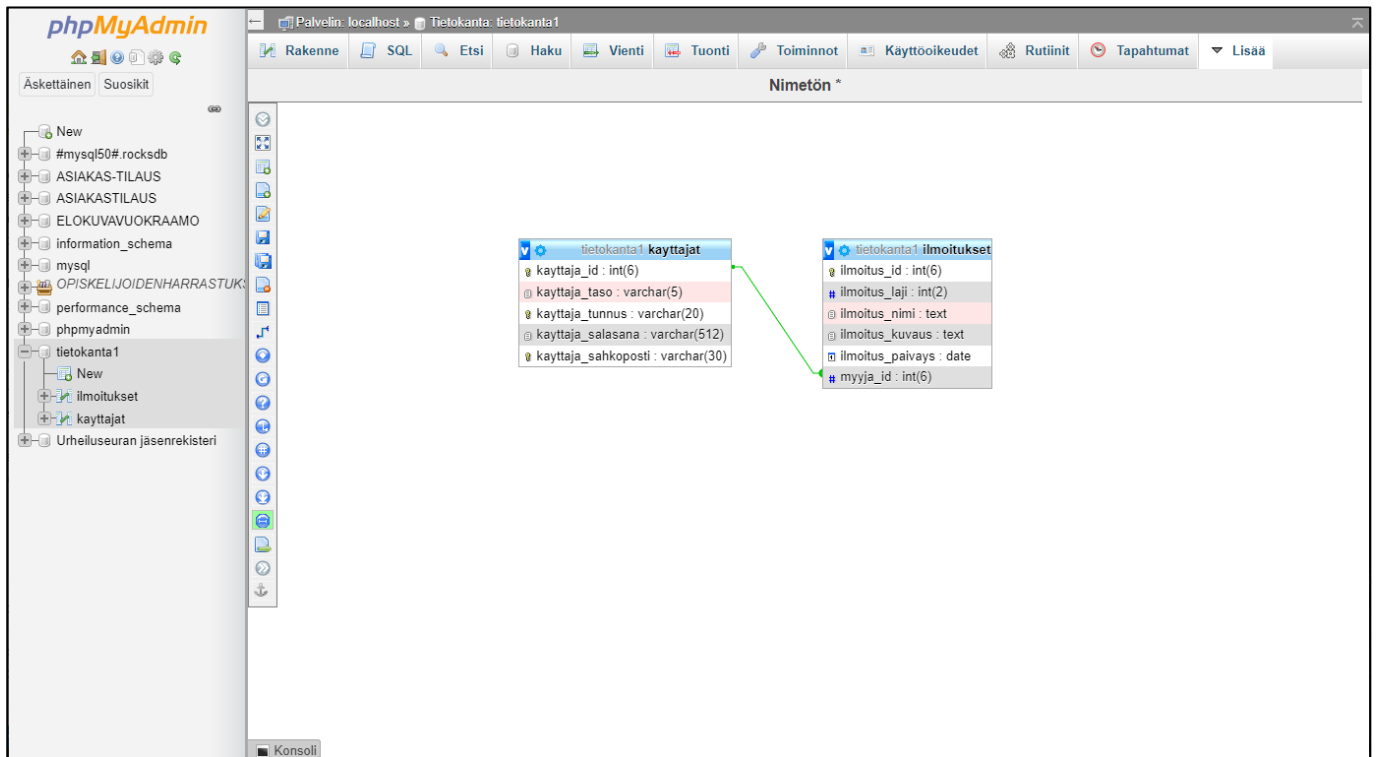 phpMyAdmin
Äskettäinen Suosikit
New
#mysql50#.rocksdb
ASIAKAS-TILAUS
ASIAKASTILAUS
ELOKUVAVUOKRAAMO
information_schema
mysql
OPISKELIJOIDENHARRASTUKS
performance_schema
phpmyadmin
tietokanta1
New
ilmoitukset
kayttajat
Urheiluseuran jäsenrekisteri
Palvelin: localhost » Tietokanta: tietokanta1
Rakenne SQL Etsi Haku Vienti Tuonti Toiminnot Käyttöoikeudet Rutiinit Tapahtumat Lisää
Nimetön *
tietokanta1 kayttajat
kayttaja_id : int(6)
kayttaja_taso : varchar(5)
kayttaja_tunnus : varchar(20)
kayttaja_salasana : varchar(512)
kayttaja_sahkoposti : varchar(30)
tietokanta1 ilmoitukset
ilmoitus_id : int(6)
ilmoitus_laji : int(2)
ilmoitus_nimi : text
ilmoitus_kuvaus : text
ilmoitus_paivays : date
myyja_id : int(6)
Konsoli